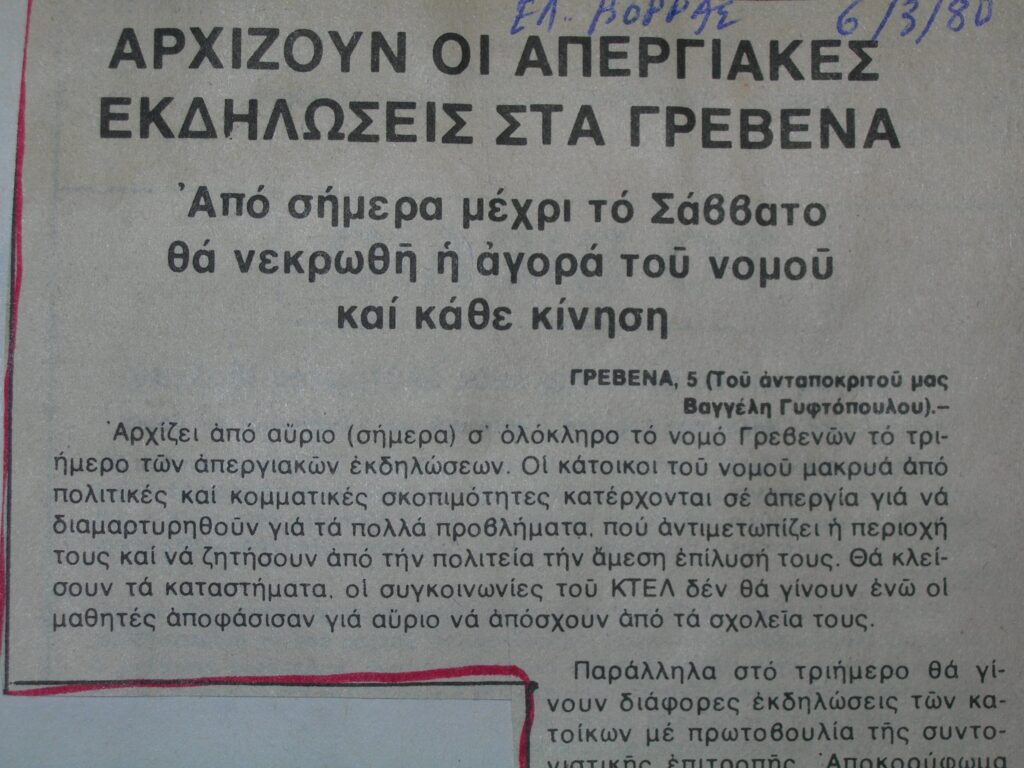 ΕΛ. ΒΟΡΡΑΣ 6/3/80
ΑΡΧΙΖΟΥΝ ΟΙ ΑΠΕΡΓΙΑΚΕΣ
ΕΚΔΗΛΩΣΕΙΣ ΣΤΑ ΓΡΕΒΕΝΑ
Ἀπό σήμερα μέχρι τό Σάββατο
θά νεκρωθῆ ἡ ἀγορά τοῦ νομοῦ
καί κάθε κίνηση
ΓΡΕΒΕΝΑ, 5 (Τοῦ ἀνταποκριτοῦ μας
Βαγγέλη Γυφτόπουλου).—
Ἀρχίζει ἀπό αὔριο (σήμερα) σ' ὁλόκληρο τό νομό Γρεβενῶν τό τρι-
ήμερο τῶν ἀπεργιακῶν ἐκδηλώσεων. Οἱ κάτοικοι τοῦ νομοῦ μακρυά ἀπό
πολιτικές καί κομματικές σκοπιμότητες κατέρχονται σέ ἀπεργία γιά νά
διαμαρτυρηθοῦν γιά τά πολλά προβλήματα, πού ἀντιμετωπίζει ἡ περιοχή
τους καί νά ζητήσουν ἀπό τήν πολιτεία τήν ἄμεση ἐπίλυσή τους. Θά κλεί-
σουν τά καταστήματα, οἱ συγκοινωνίες τοῦ ΚΤΕΛ δέν θά γίνουν ἐνῶ οἱ
μαθητές ἀποφάσισαν γιά αὔριο νά ἀπόσχουν ἀπό τά σχολεῖα τους.
Παράλληλα στό τριήμερο θά γί-
νουν διάφορες ἐκδηλώσεις τῶν κα-
τοίκων μέ πρωτοβουλία τῆς συντο-
νιστικῆς ἐπιτροπῆς. Ἀποκορύφωμα